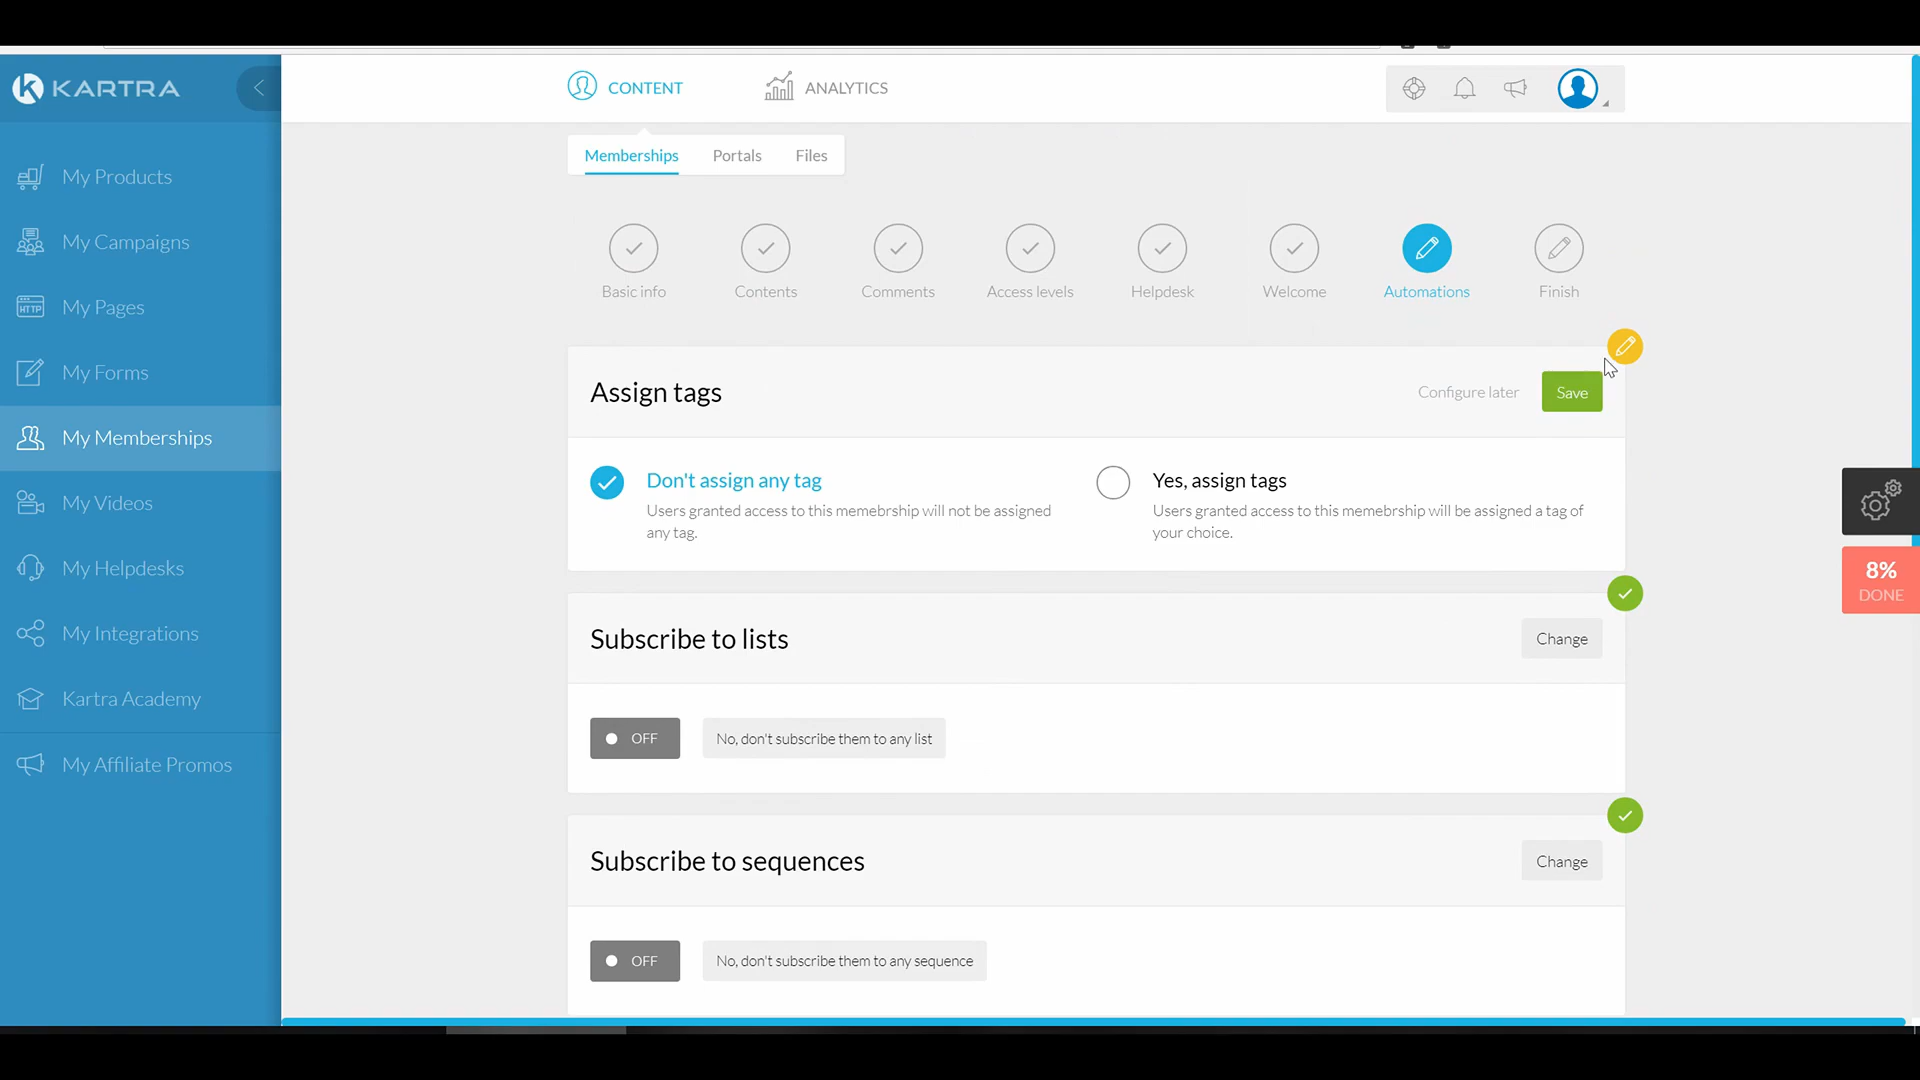 KARTRA
CONTENT
ANALYTICS
Memberships
Portals
Files
My Products
My Campaigns
My Pages
HTTP
My Forms
My Memberships
My Videos
My Helpdesks
My Integrations
Kartra Academy
My Affiliate Promos
Basic info
Contents
Comments
Access levels
Helpdesk
Welcome
Automations
Finish
Assign tags
Configure later
Save
Don't assign any tag
Users granted access to this memebrship will not be assigned
any tag.
Yes, assign tags
Users granted access to this memebrship will be assigned a tag of
your choice.
8%
DONE
Subscribe to lists
Change
OFF
No, don't subscribe them to any list
Subscribe to sequences
Change
OFF
No, don't subscribe them to any sequence